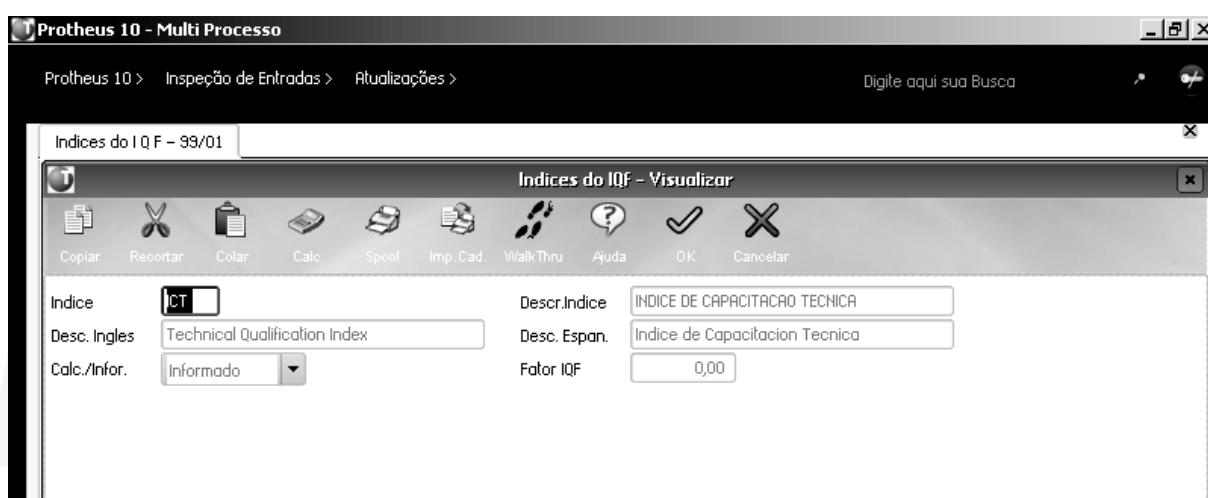 Protheus 10 - Multi Processo
Protheus 10 > Inspeção de Entradas > Atualizações > Digite aqui sua Busca
Indices do I Q F - 99/01
Indices do IQF - Visualizar
Copiar Recortar Colar Calc Spool Imp.Cad. WalkThru Ajuda OK Cancelar
Indice ICT Descr.Indice INDICE DE CAPACITACAO TECNICA
Desc. Ingles Technical Qualification Index Desc. Espan. Indice de Capacitacion Tecnica
Calc./Infor. Informado Fator IQF 0,00